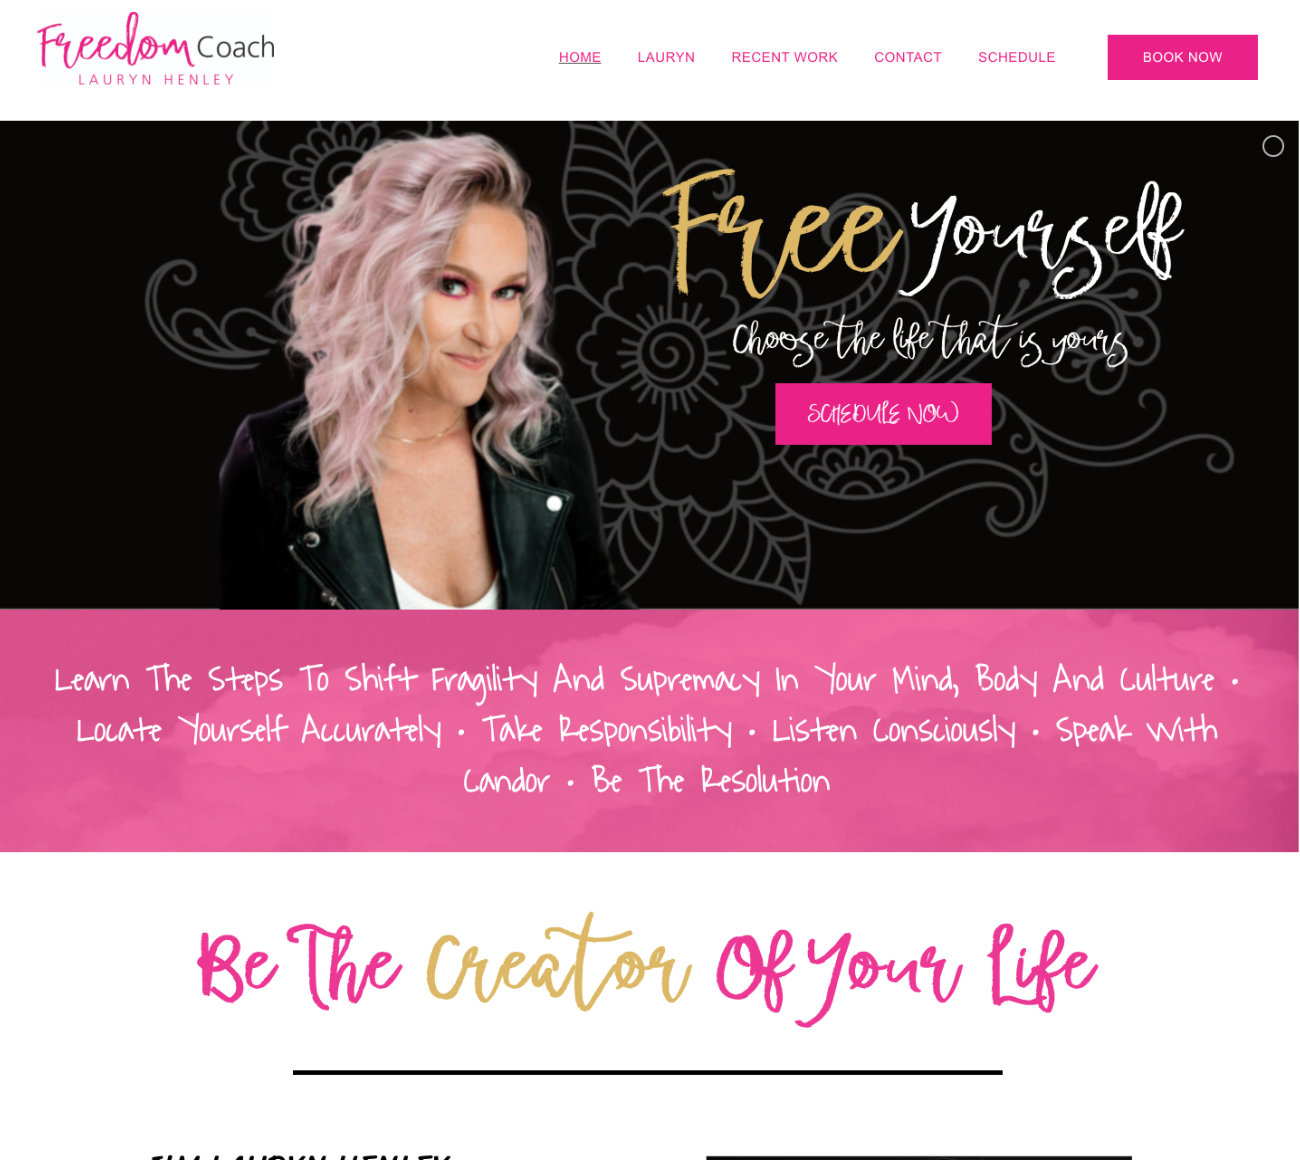 Freedom Coach
LAURYN HENLEY
HOME LAURYN RECENT WORK CONTACT SCHEDULE BOOK NOW
Free Yourself
Choose the life that is yours
SCHEDULE NOW
Learn The Steps To Shift Fragility And Supremacy In Your Mind, Body And Culture •
Locate Yourself Accurately • Take Responsibility • Listen Consciously • Speak With
Candor • Be The Resolution
Be The Creator Of Your Life
I'M LAURYN HENLEY